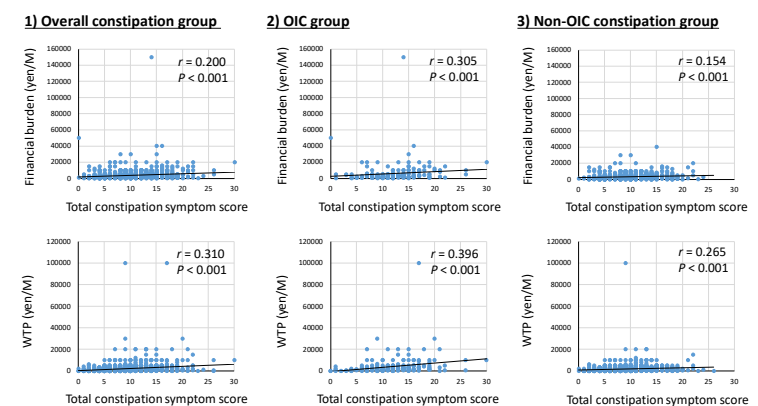 1) Overall constipation group
2) OIC group
3) Non-OIC constipation group
Financial burden (yen/M)
160000
140000
120000
100000
80000
60000
40000
20000
0
r = 0.200
P < 0.001
0 5 10 15 20 25 30
Total constipation symptom score
Financial burden (yen/M)
160000
140000
120000
100000
80000
60000
40000
20000
0
r = 0.305
P < 0.001
0 5 10 15 20 25 30
Total constipation symptom score
Financial burden (yen/M)
160000
140000
120000
100000
80000
60000
40000
20000
0
r = 0.154
P < 0.001
0 5 10 15 20 25 30
Total constipation symptom score
WTP (yen/M)
120000
100000
80000
60000
40000
20000
0
r = 0.310
P < 0.001
0 5 10 15 20 25 30
Total constipation symptom score
WTP (yen/M)
120000
100000
80000
60000
40000
20000
0
r = 0.396
P < 0.001
0 5 10 15 20 25 30
Total constipation symptom score
WTP (yen/M)
120000
100000
80000
60000
40000
20000
0
r = 0.265
P < 0.001
0 5 10 15 20 25 30
Total constipation symptom score